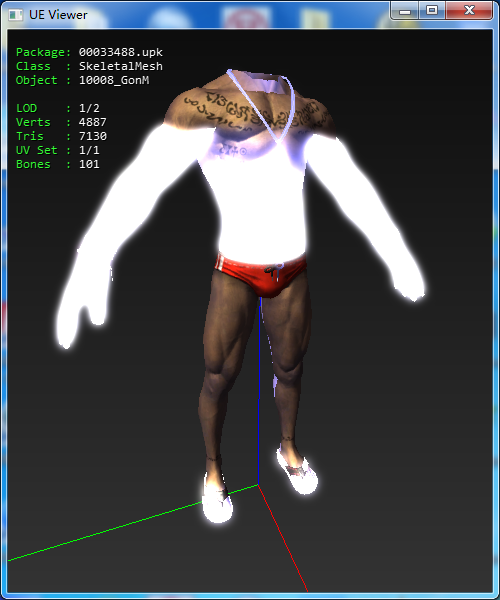 UE Viewer
Package: 00033488.upk
Class : SkeletalMesh
Object : 10008_GonM
LOD : 1/2
Verts : 4887
Tris : 7130
UV Set : 1/1
Bones : 101